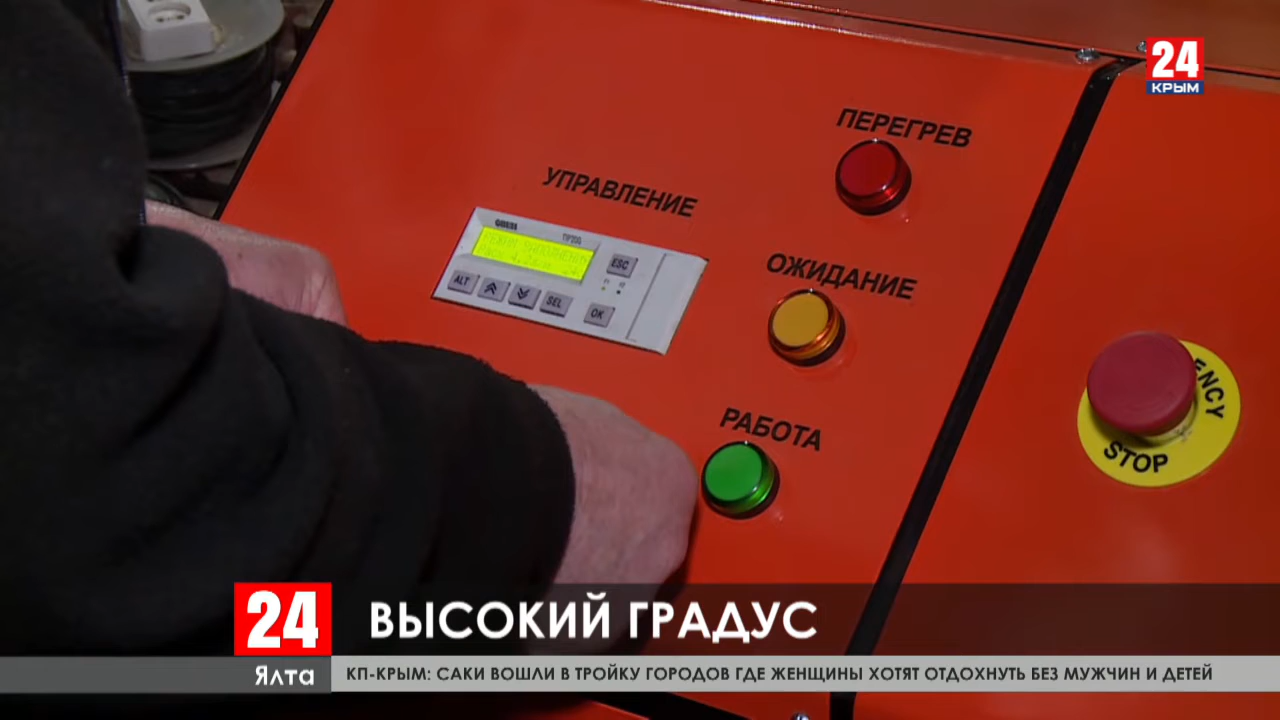 24
КРЫМ
ПЕРЕГРЕВ
УПРАВЛЕНИЕ
ESC
ALT
SEL
OK
ОЖИДАНИЕ
РАБОТА
STOP
24
ВЫСОКИЙ ГРАДУС
Ялта
КП-КРЫМ: САКИ ВОШЛИ В ТРОЙКУ ГОРОДОВ ГДЕ ЖЕНЩИНЫ ХОТЯТ ОТДОХНУТЬ БЕЗ МУЖЧИН И ДЕТЕЙ